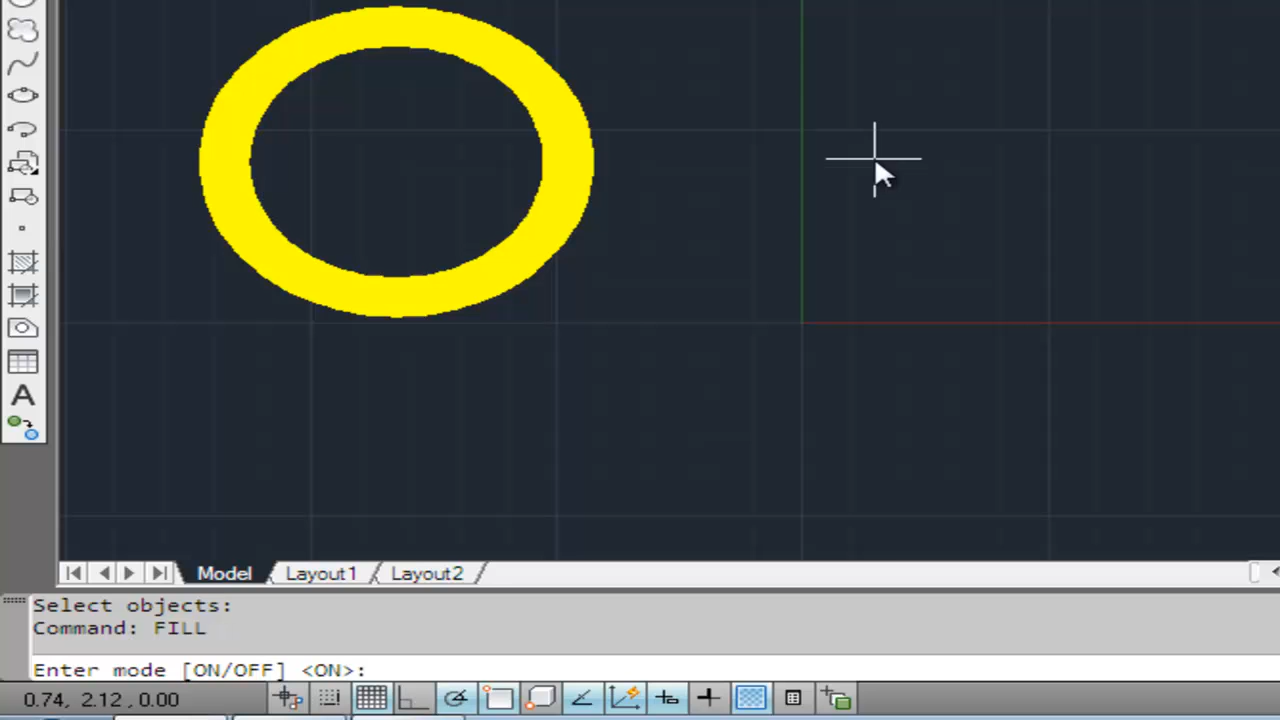 A
Model Layout1 Layout2
Select objects:
Command: FILL
Enter mode [ON/OFF] <ON>:
0.74, 2.12 , 0.00